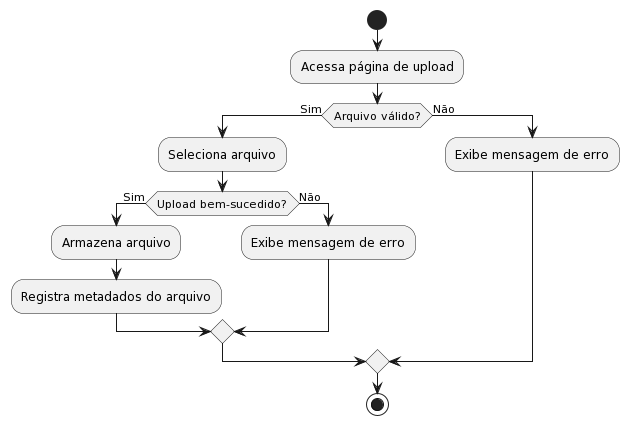 Acessa página de upload
Sim
Arquivo válido?
Não
Seleciona arquivo
Exibe mensagem de erro
Sim
Upload bem-sucedido?
Não
Armazena arquivo
Exibe mensagem de erro
Registra metadados do arquivo